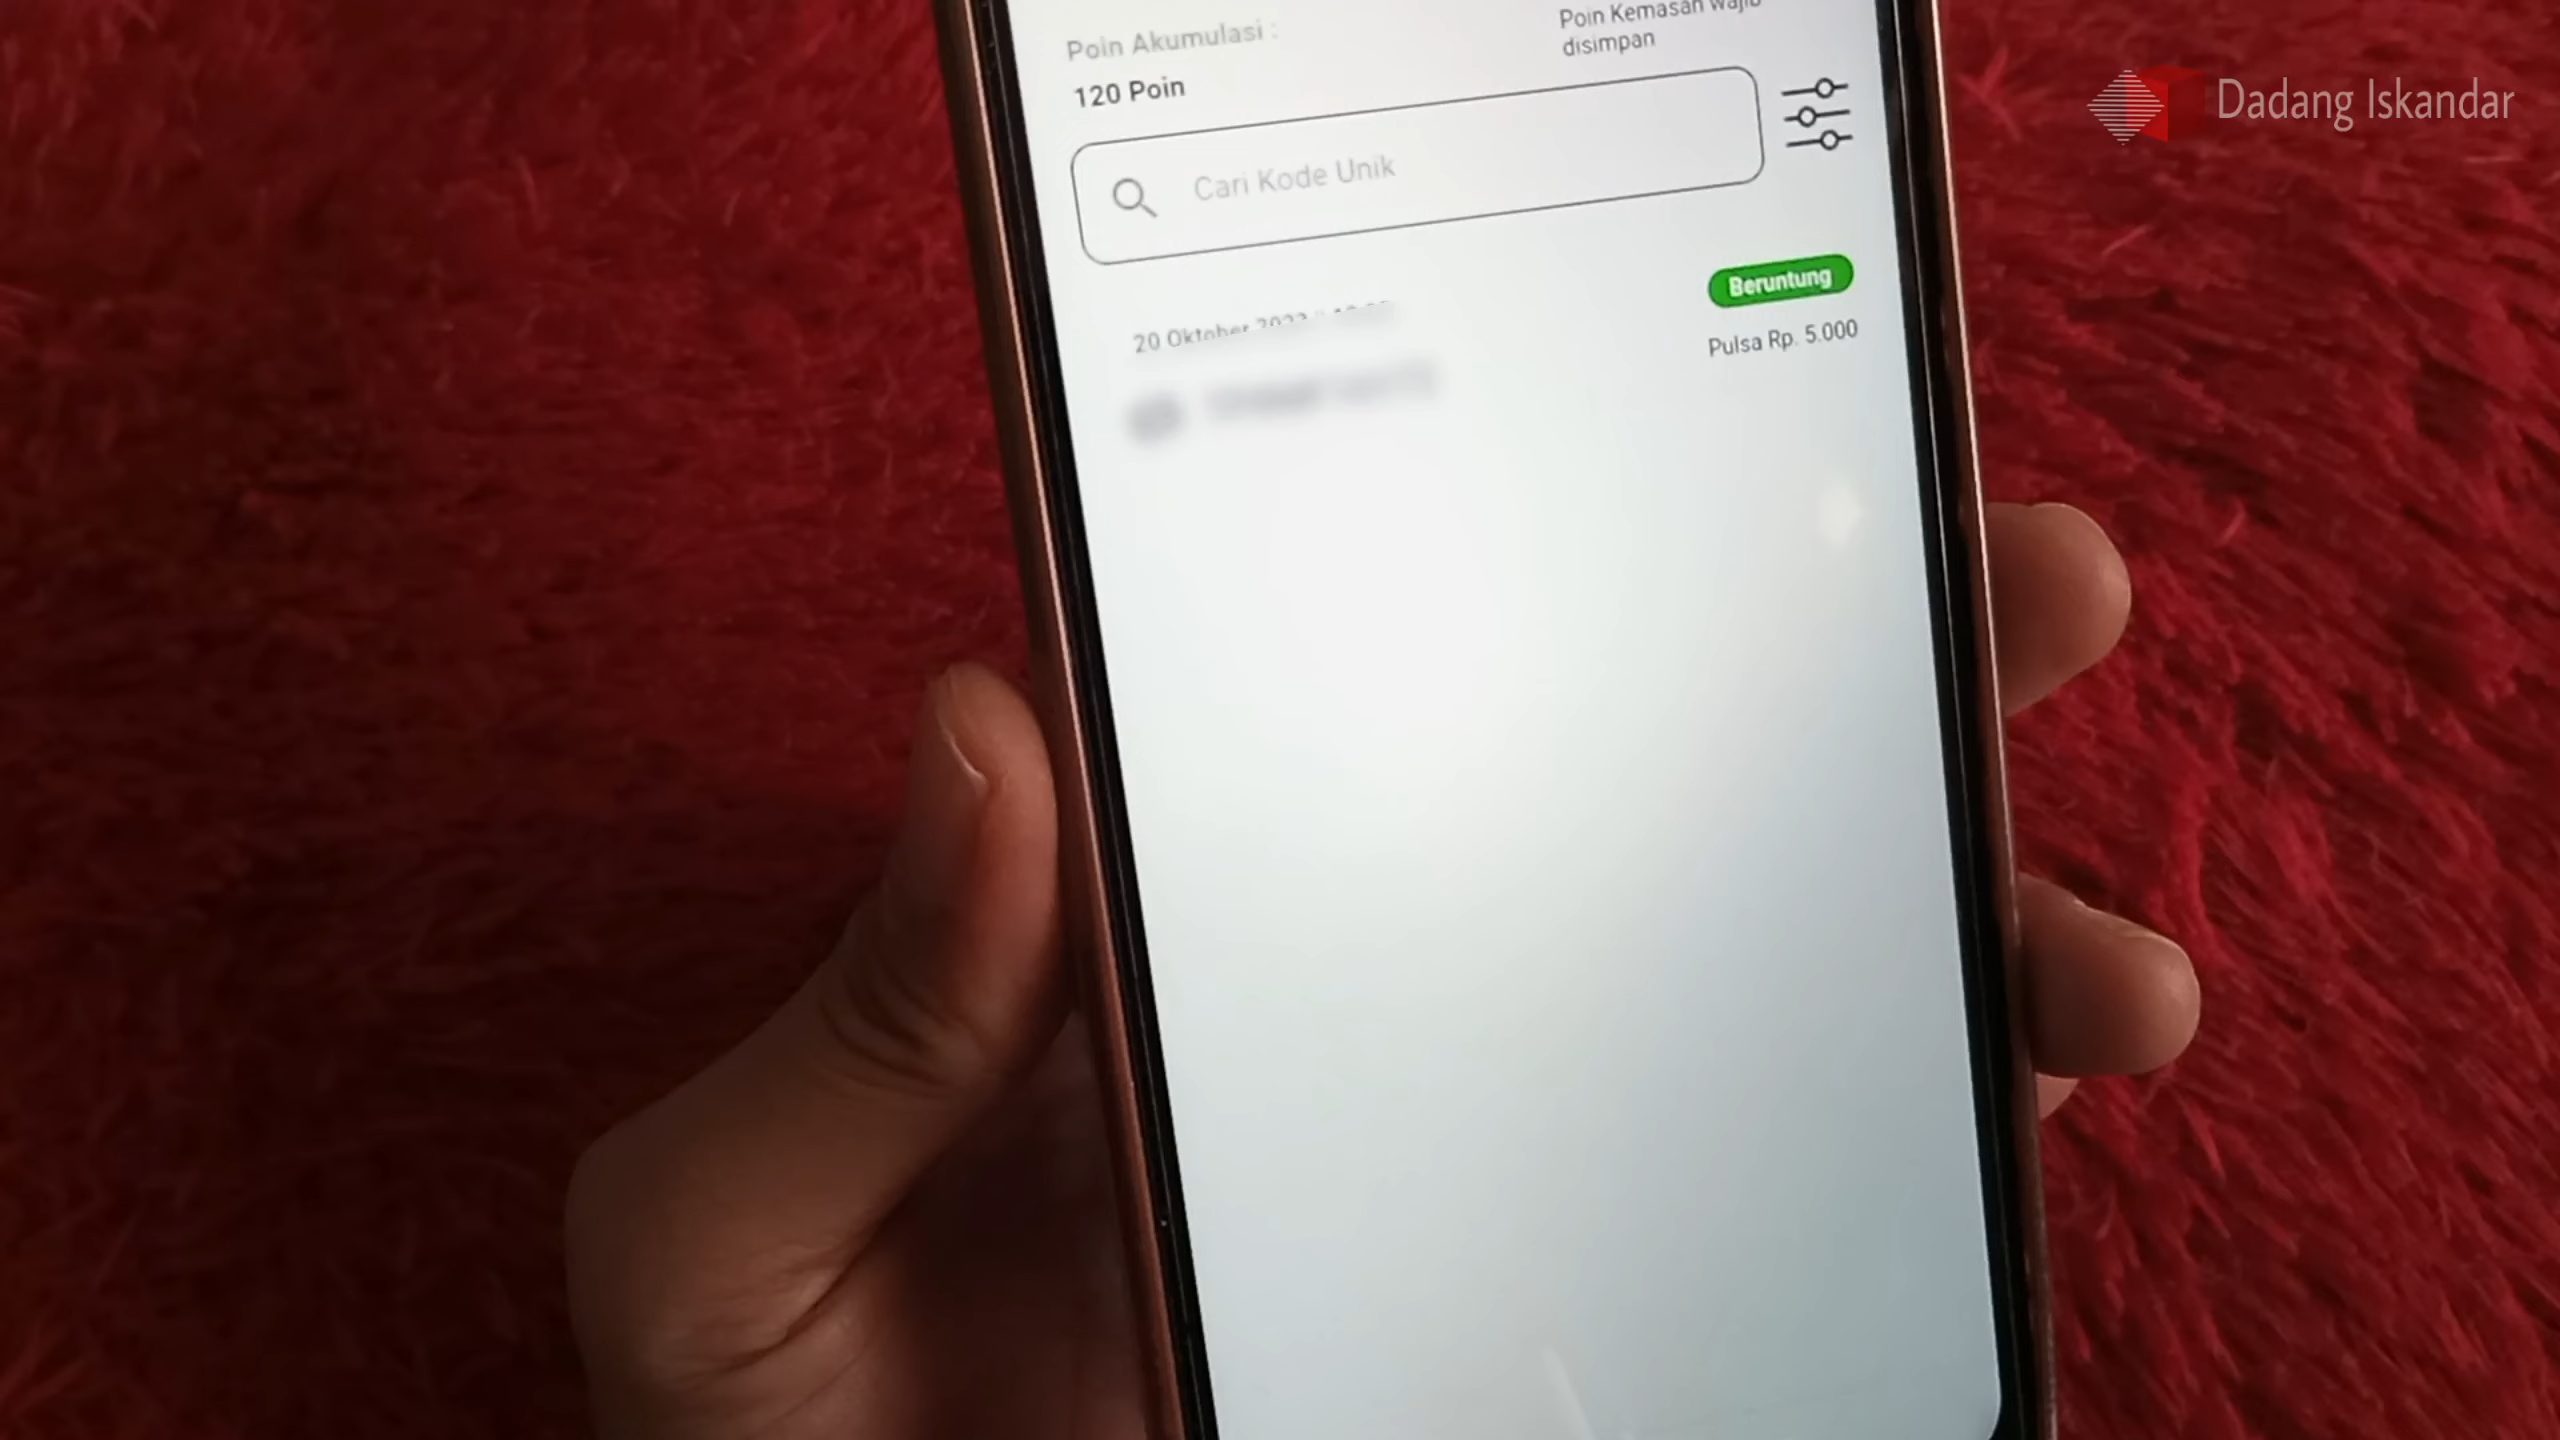 Poin Akumulasi :
120 Poin
Poin Kemasan wajib
disimpan
Dadang Iskandar
Cari Kode Unik
Beruntung
20 Oktober
Pulsa Rp. 5.000